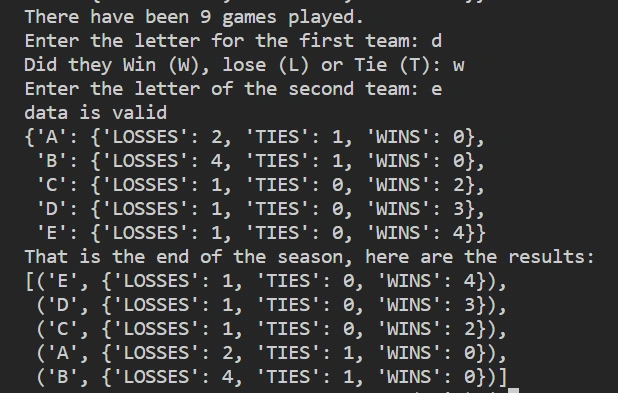 There have been 9 games played.
Enter the letter for the first team: d
Did they Win (W), lose (L) or Tie (T): w
Enter the letter of the second team: e
data is valid
{'A': {'LOSSES': 2, 'TIES': 1, 'WINS': 0},
 'B': {'LOSSES': 4, 'TIES': 1, 'WINS': 0},
 'C': {'LOSSES': 1, 'TIES': 0, 'WINS': 2},
 'D': {'LOSSES': 1, 'TIES': 0, 'WINS': 3},
 'E': {'LOSSES': 1, 'TIES': 0, 'WINS': 4}}
That is the end of the season, here are the results:
[('E', {'LOSSES': 1, 'TIES': 0, 'WINS': 4}),
 ('D', {'LOSSES': 1, 'TIES': 0, 'WINS': 3}),
 ('C', {'LOSSES': 1, 'TIES': 0, 'WINS': 2}),
 ('A', {'LOSSES': 2, 'TIES': 1, 'WINS': 0}),
 ('B', {'LOSSES': 4, 'TIES': 1, 'WINS': 0})]